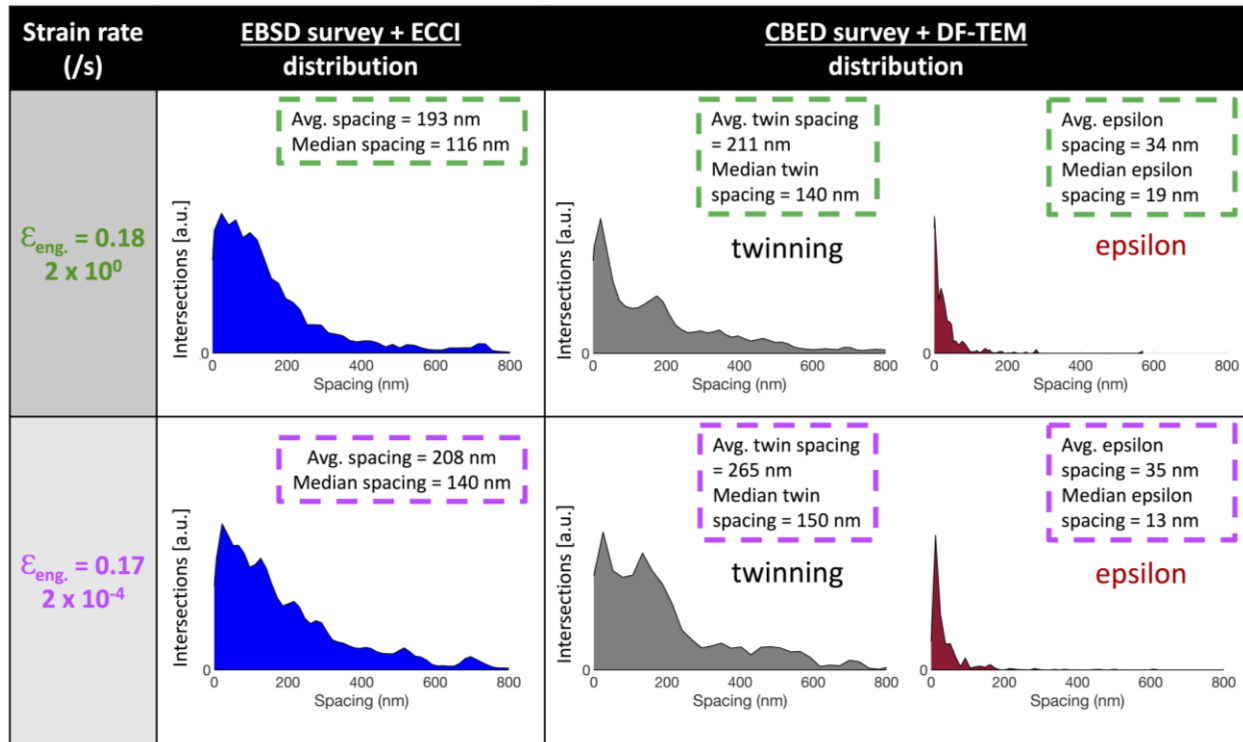 Strain rate
(/s)
EBSD survey + ECCI
distribution
CBED survey + DF-TEM
distribution
Ɛeng. = 0.18
2 x 10⁰
Avg. spacing = 193 nm
Median spacing = 116 nm
Intersections [a.u.]
0
0 200 400 600 800
Spacing (nm)
Avg. twin spacing
= 211 nm
Median twin
spacing = 140 nm
twinning
Intersections [a.u.]
0
0 200 400 600 800
Spacing (nm)
Avg. epsilon
spacing = 34 nm
Median epsilon
spacing = 19 nm
epsilon
0
0 200 400 600 800
Spacing (nm)
Ɛeng. = 0.17
2 x 10⁻⁴
Avg. spacing = 208 nm
Median spacing = 140 nm
Intersections [a.u.]
0
0 200 400 600 800
Spacing (nm)
Avg. twin spacing
= 265 nm
Median twin
spacing = 150 nm
twinning
Intersections [a.u.]
0
0 200 400 600 800
Spacing (nm)
Avg. epsilon
spacing = 35 nm
Median epsilon
spacing = 13 nm
epsilon
0
0 200 400 600 800
Spacing (nm)